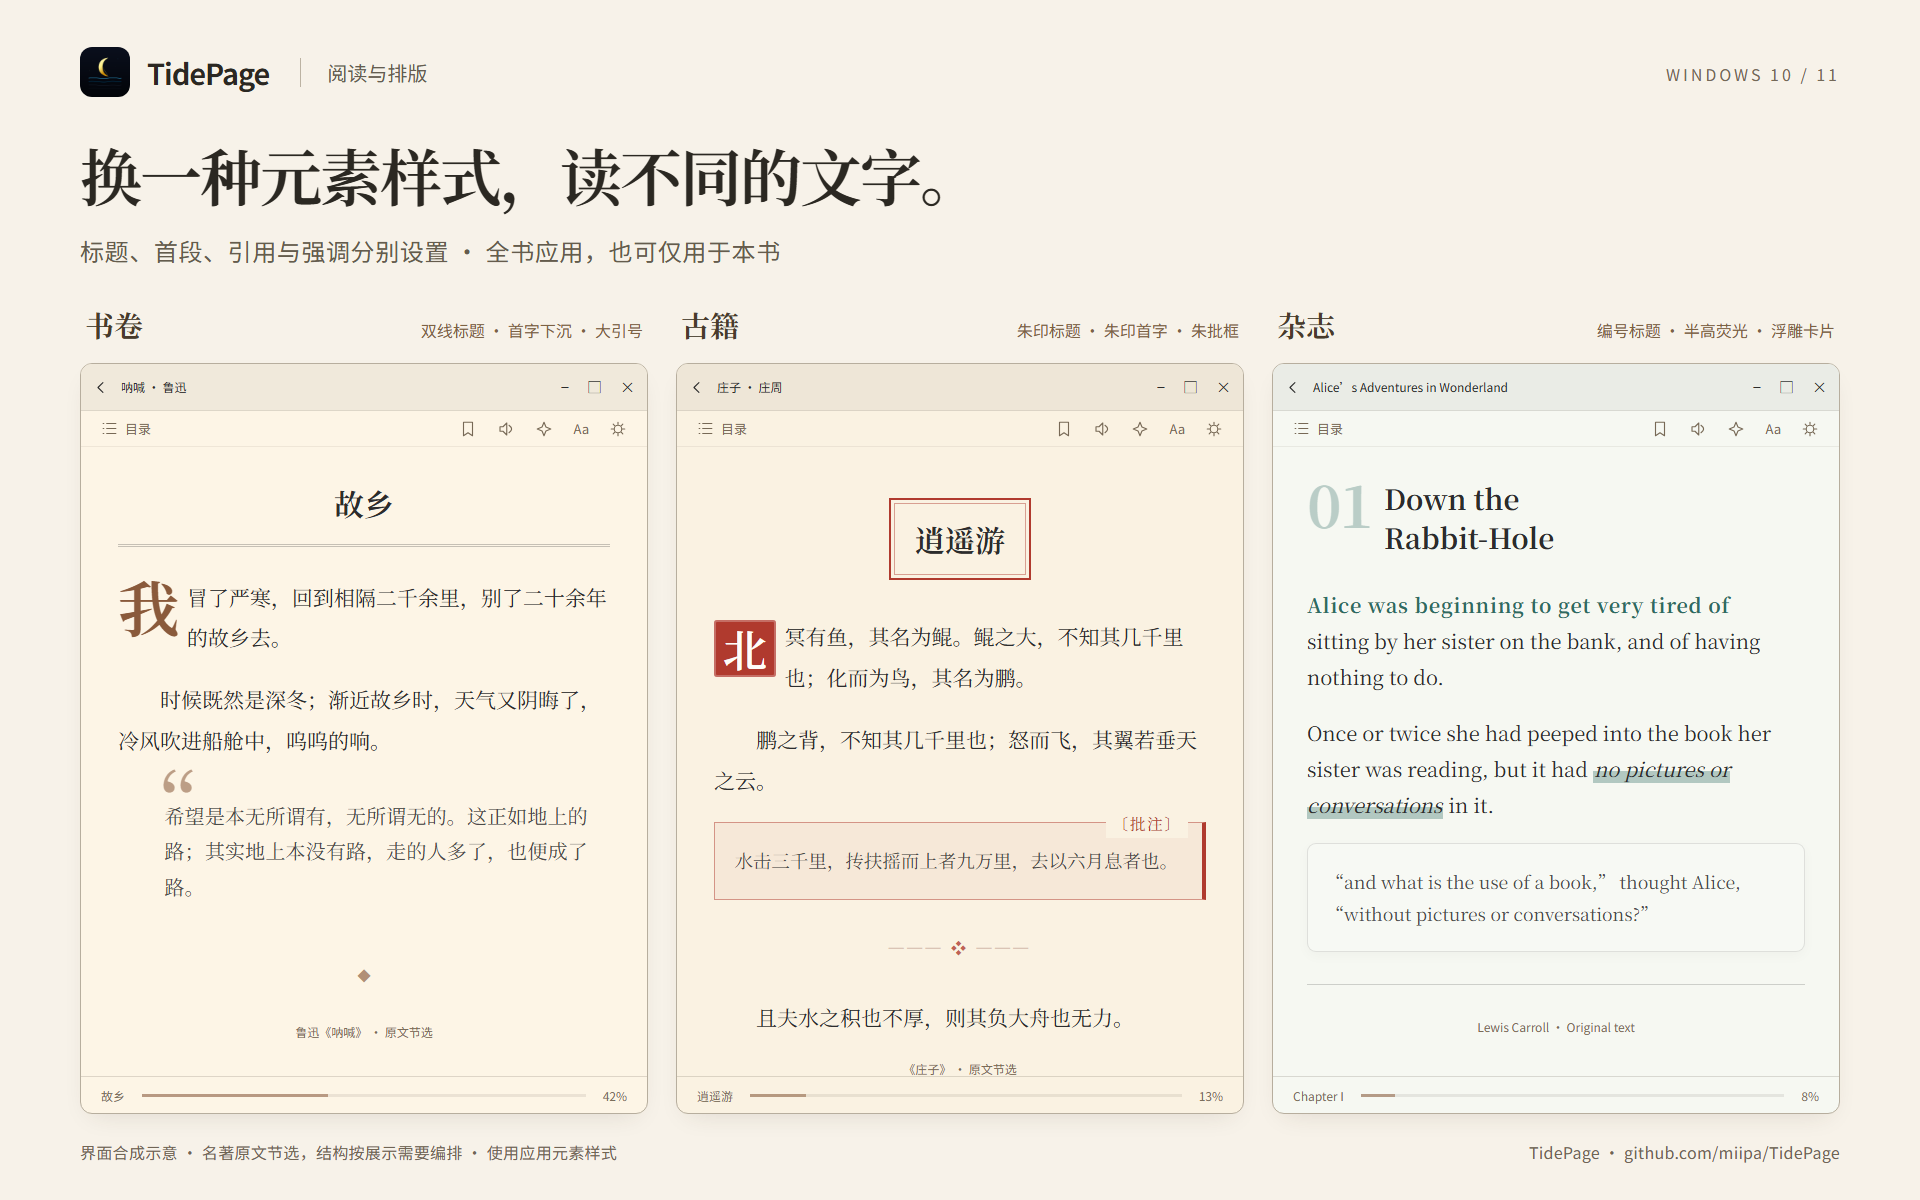 TidePage
阅读与排版
WINDOWS 10 / 11
换一种元素样式，读不同的文字。
标题、首段、引用与强调分别设置 · 全书应用，也可仅用于本书
书卷
双线标题 · 首字下沉 · 大引号
呐喊 · 鲁迅
目录
Aa
故乡
我冒了严寒，回到相隔二千余里，别了二十余年
的故乡去。
时候既然是深冬；渐近故乡时，天气又阴晦了，
冷风吹进船舱中，呜呜的响。
“
希望是本无所谓有，无所谓无的。这正如地上的
路；其实地上本没有路，走的人多了，也便成了
路。
鲁迅《呐喊》 · 原文节选
故乡
42%
古籍
朱印标题 · 朱印首字 · 朱批框
庄子 · 庄周
目录
Aa
逍遥游
北冥有鱼，其名为鲲。鲲之大，不知其几千里
也；化而为鸟，其名为鹏。
鹏之背，不知其几千里也；怒而飞，其翼若垂天
之云。
〔批注〕
水击三千里，抟扶摇而上者九万里，去以六月息者也。
且夫水之积也不厚，则其负大舟也无力。
《庄子》 · 原文节选
逍遥游
13%
杂志
编号标题 · 半高荧光 · 浮雕卡片
Alice’s Adventures in Wonderland
目录
Aa
01
Down the
Rabbit-Hole
Alice was beginning to get very tired of
sitting by her sister on the bank, and of having
nothing to do.
Once or twice she had peeped into the book her
sister was reading, but it had no pictures or
conversations in it.
“and what is the use of a book,” thought Alice,
“without pictures or conversations?”
Lewis Carroll · Original text
Chapter I
8%
界面合成示意 · 名著原文节选，结构按展示需要编排 · 使用应用元素样式
TidePage · github.com/miipa/TidePage